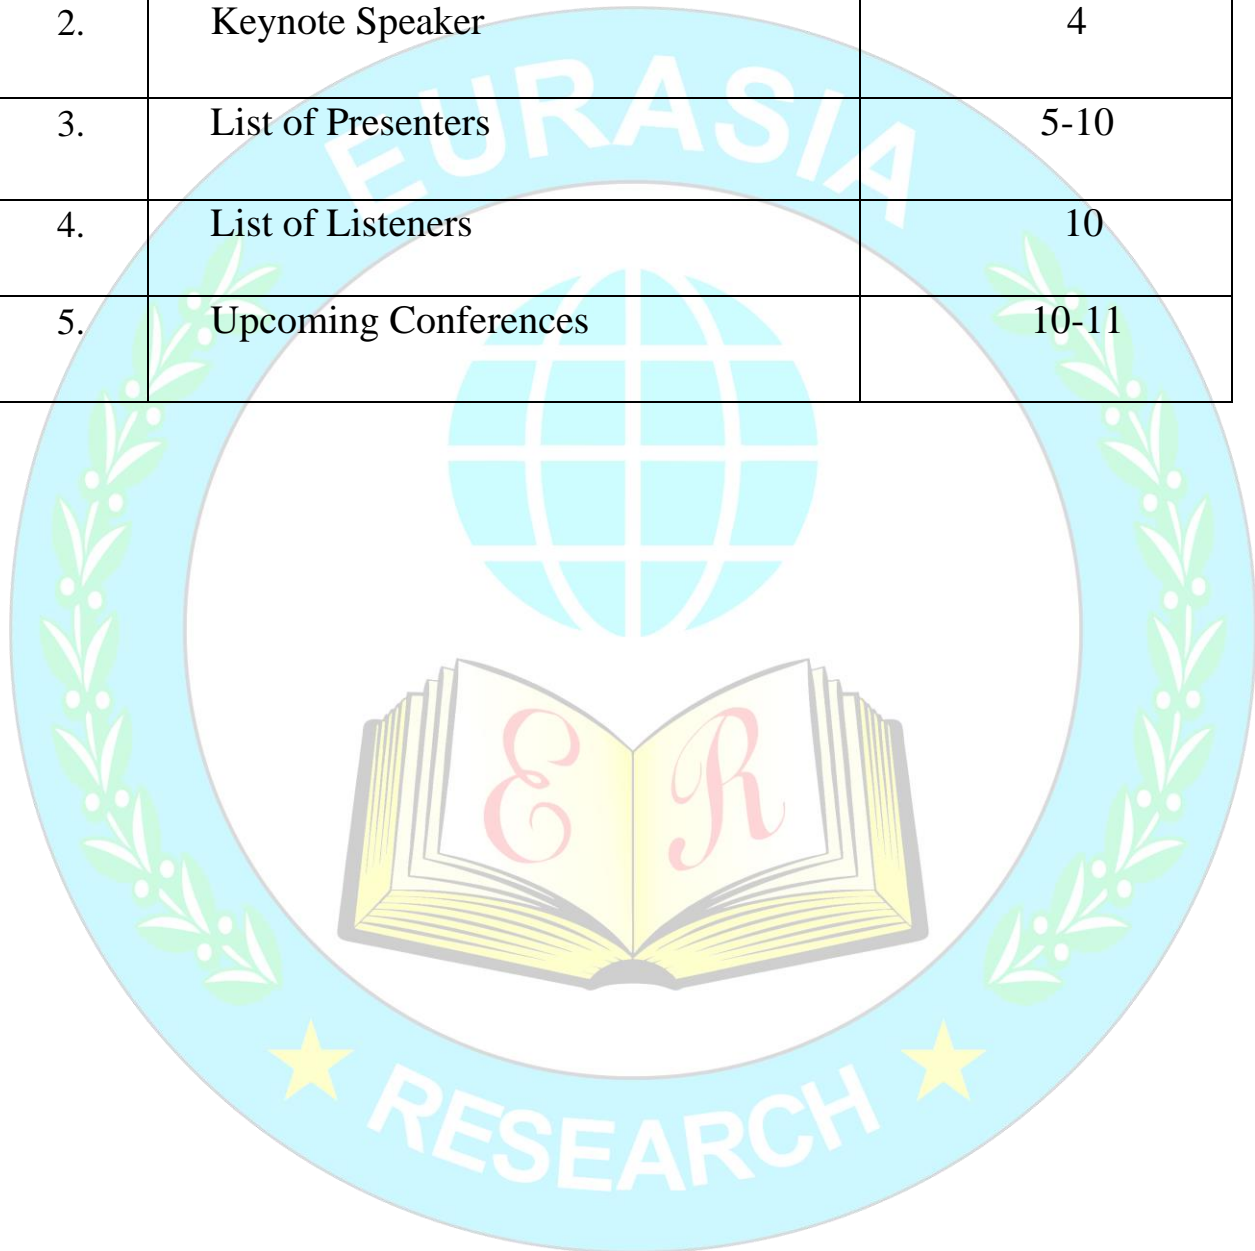 2. Keynote Speaker 4
3. List of Presenters 5-10
4. List of Listeners 10
5. Upcoming Conferences 10-11
EURASIA
E R
RESEARCH